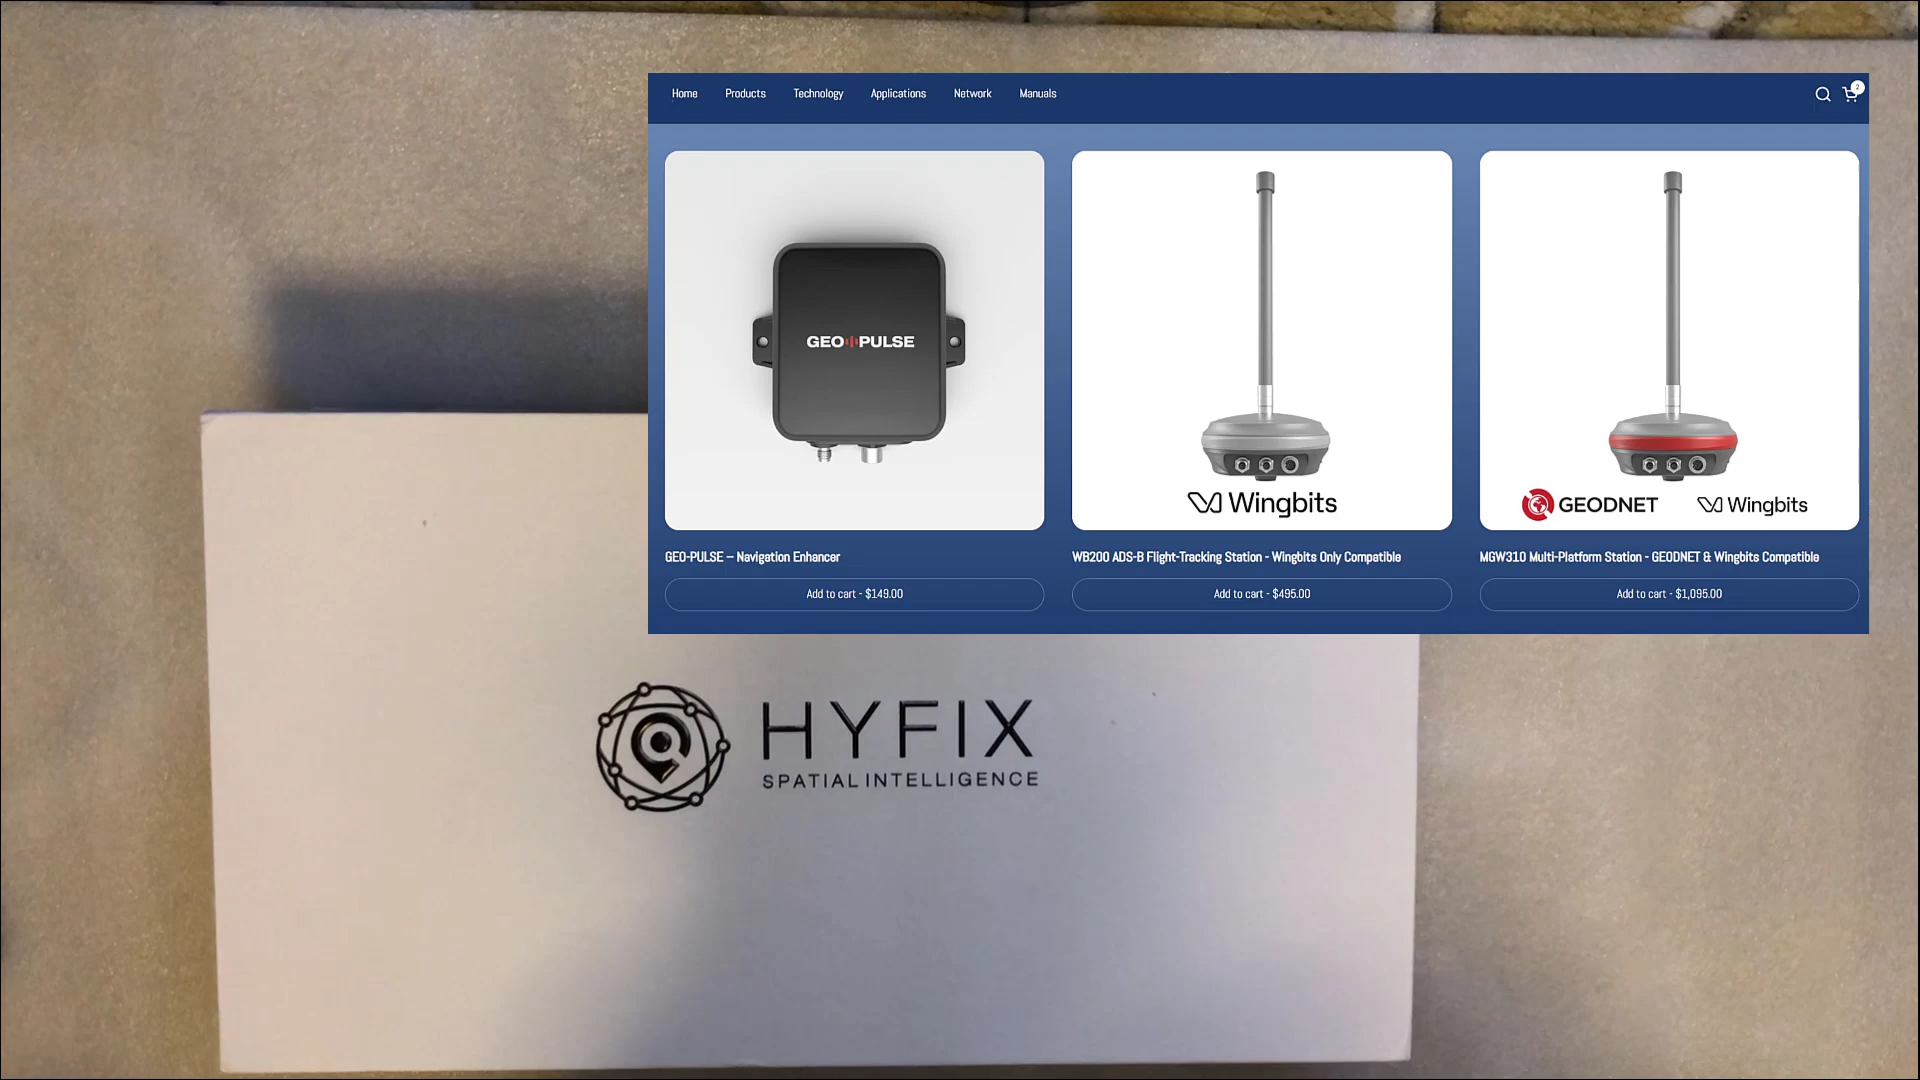 Home Products Technology Applications Network Manuals
2
GEO PULSE
Wingbits
GEODNET Wingbits
GEO-PULSE – Navigation Enhancer
WB200 ADS-B Flight-Tracking Station - Wingbits Only Compatible
MGW310 Multi-Platform Station - GEODNET & Wingbits Compatible
Add to cart - $149.00
Add to cart - $495.00
Add to cart - $1,095.00
HYFIX
SPATIAL INTELLIGENCE